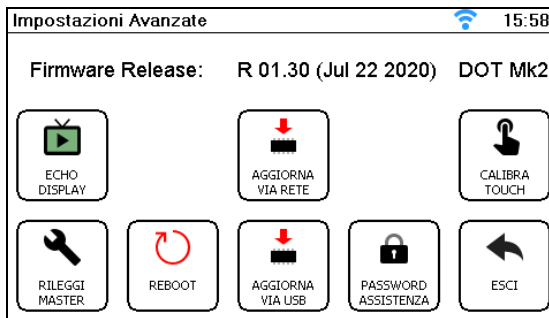 Impostazioni Avanzate 15:58
Firmware Release: R 01.30 (Jul 22 2020) DOT Mk2
ECHO
DISPLAY
AGGIORNA
VIA RETE
CALIBRA
TOUCH
RILEGGI
MASTER
REBOOT
AGGIORNA
VIA USB
PASSWORD
ASSISTENZA
ESCI